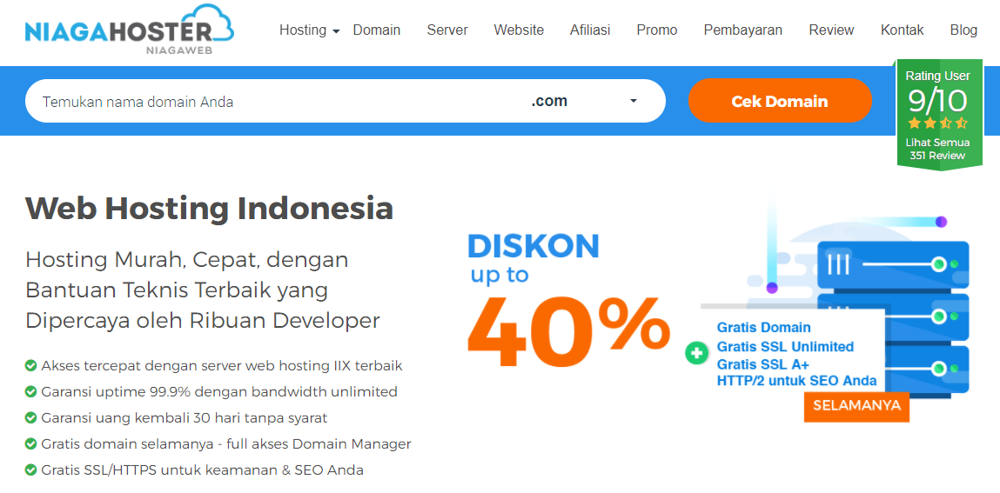 NIAGAHOSTER
NIAGAWEB
Hosting Domain Server Website Afiliasi Promo Pembayaran Review Kontak Blog
Temukan nama domain Anda .com Cek Domain
Rating User
9/10
Lihat Semua
351 Review
Web Hosting Indonesia
Hosting Murah, Cepat, dengan
Bantuan Teknis Terbaik yang
Dipercaya oleh Ribuan Developer
Akses tercepat dengan server web hosting IIX terbaik
Garansi uptime 99.9% dengan bandwidth unlimited
Garansi uang kembali 30 hari tanpa syarat
Gratis domain selamanya - full akses Domain Manager
Gratis SSL/HTTPS untuk keamanan & SEO Anda
DISKON
up to
40%
Gratis Domain
Gratis SSL Unlimited
Gratis SSL A+
HTTP/2 untuk SEO Anda
SELAMANYA